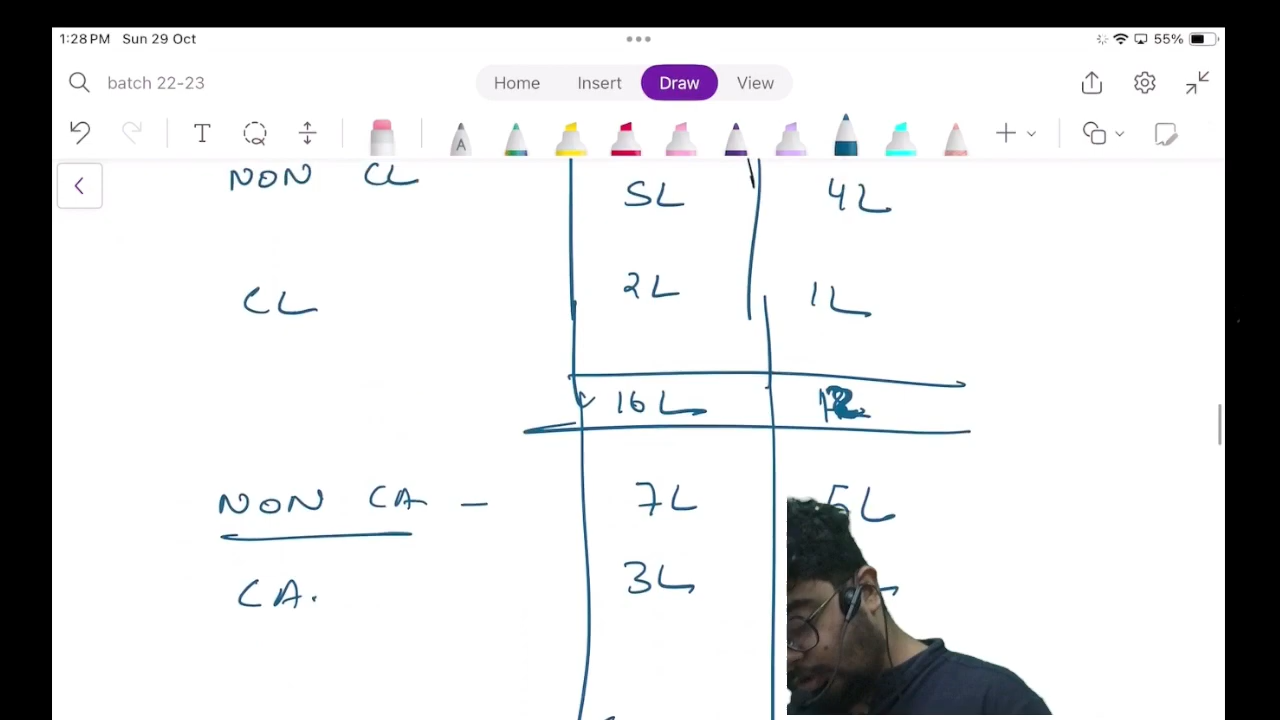 1:28 PM Sun 29 Oct 55%
batch 22-23 Home Insert Draw View
T A
NON CL 5L 4L
CL 2L 1L
16L
NON CA - 7L 5L
CA. 3L